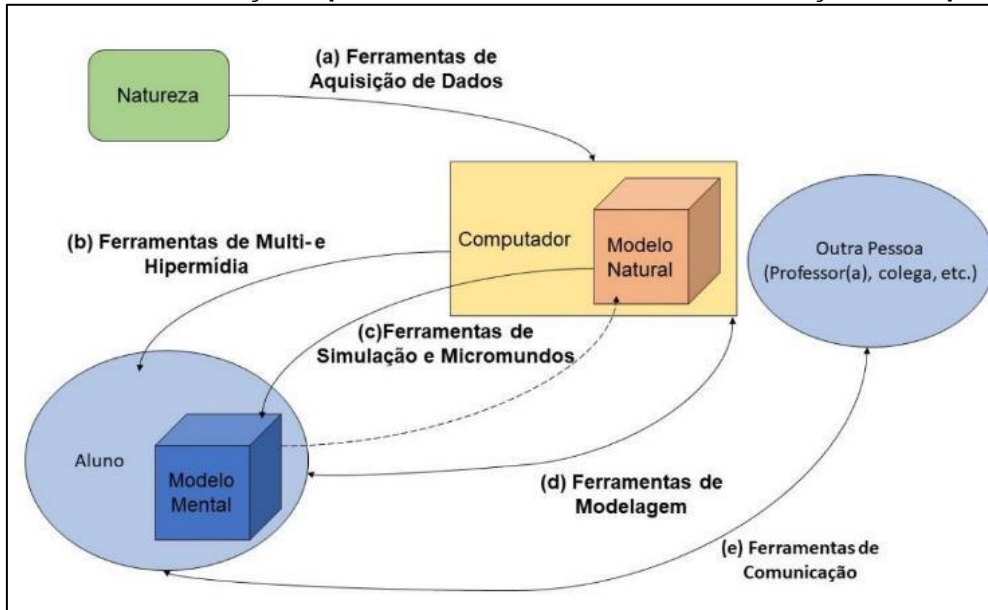 (a) Ferramentas de
Aquisição de Dados
Natureza
(b) Ferramentas de Multi- e
Hipermídia
Computador
Modelo
Natural
Outra Pessoa
(Professor(a), colega, etc.)
(c)Ferramentas de
Simulação e Micromundos
Aluno
Modelo
Mental
(d) Ferramentas de
Modelagem
(e) Ferramentas de
Comunicação